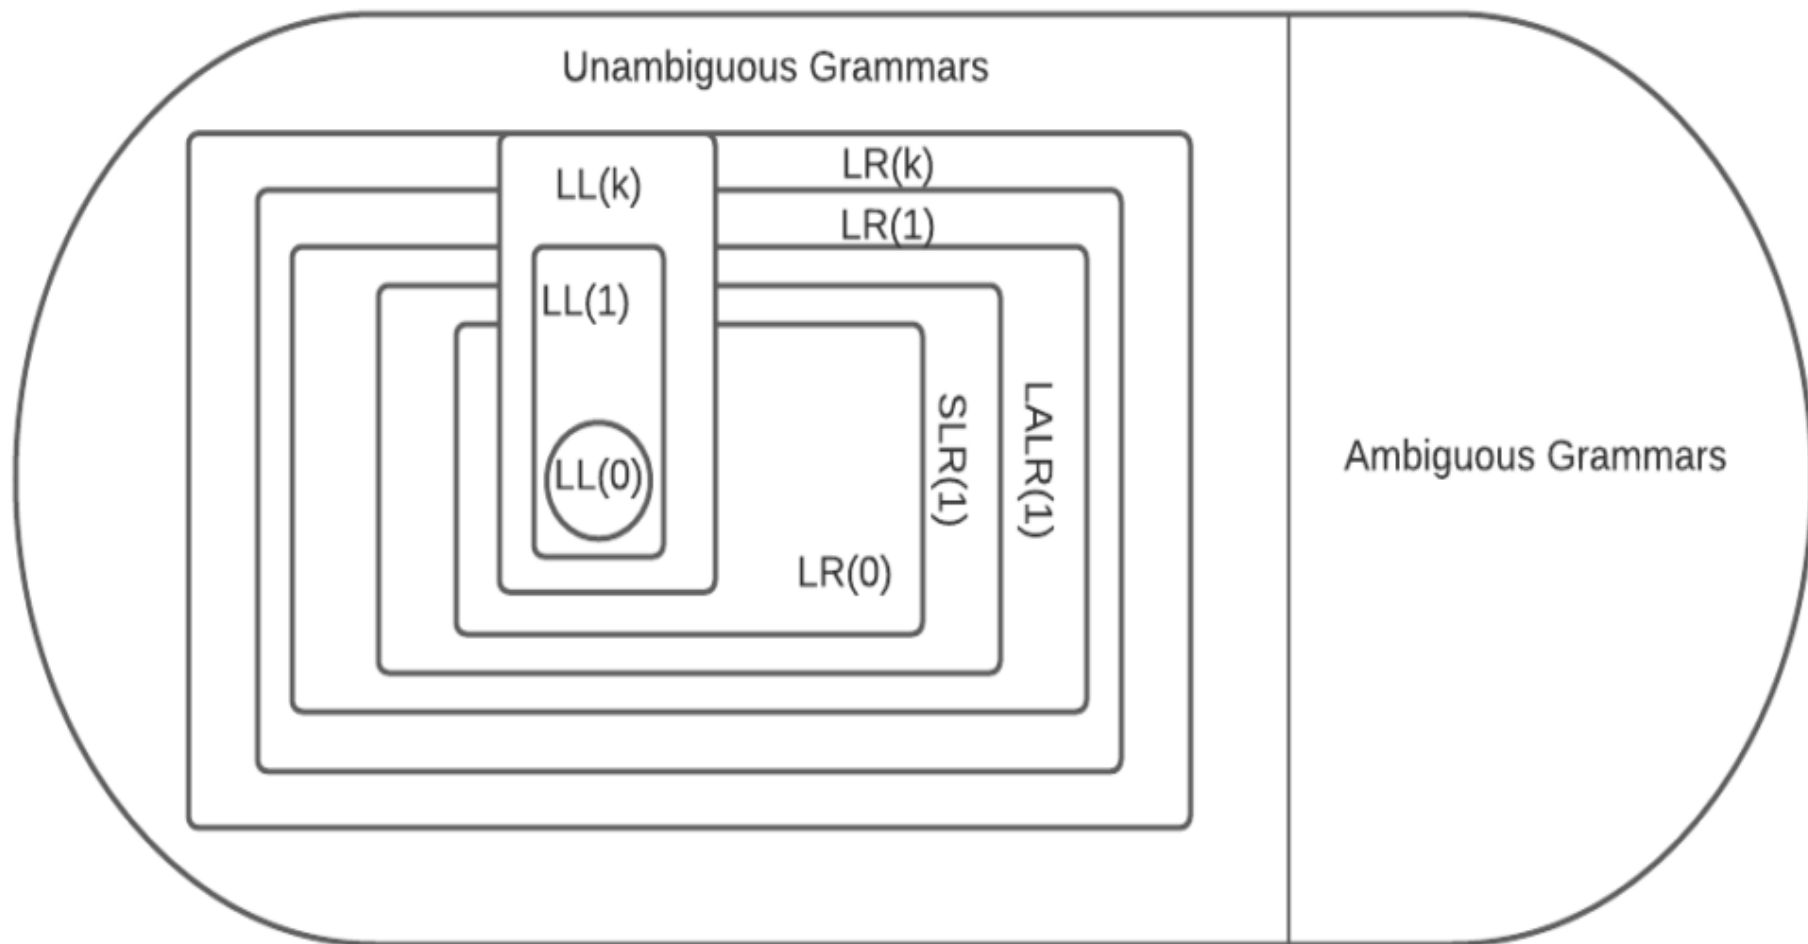 Unambiguous Grammars
LR(k)
LL(k)
LR(1)
LL(1)
SLR(1)
LALR(1)
Ambiguous Grammars
LL(0)
LR(0)